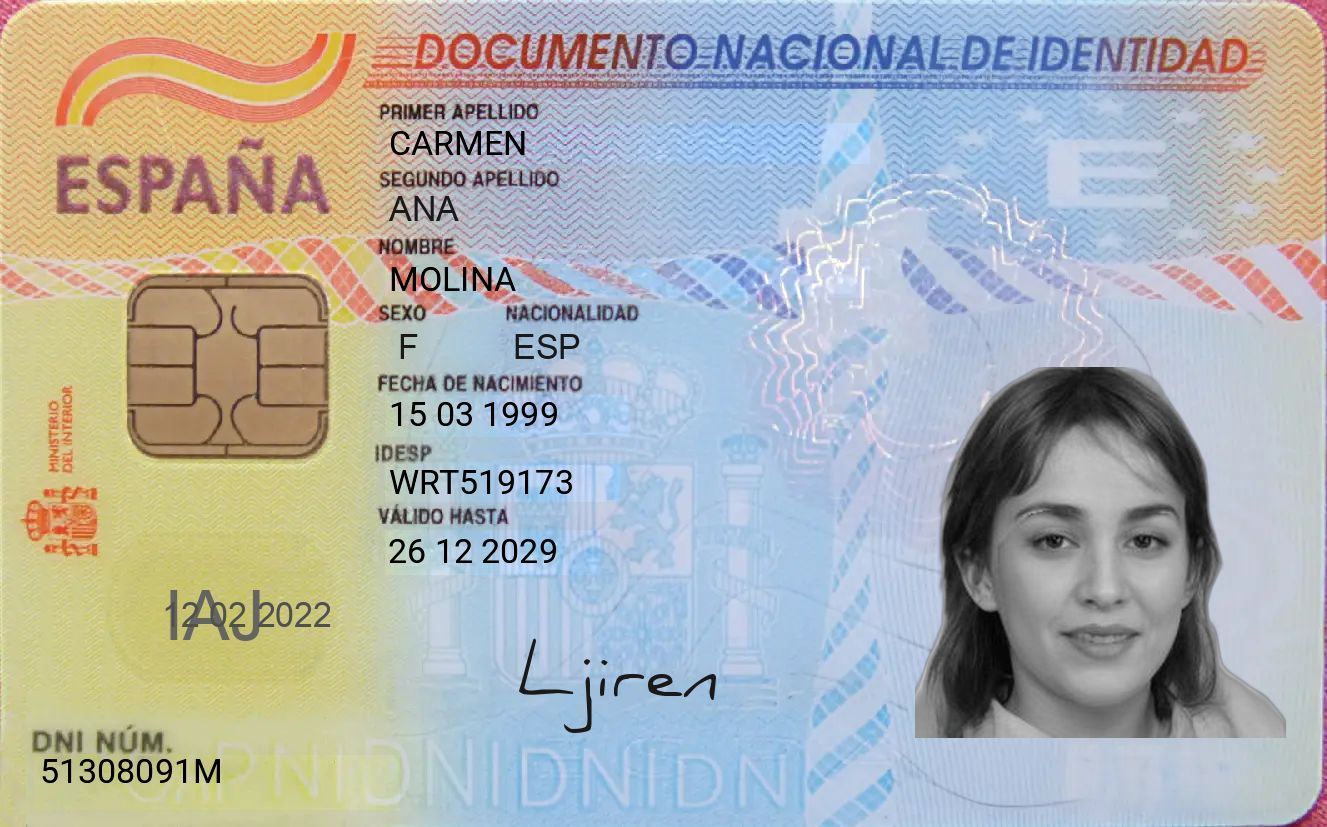 DOCUMENTO NACIONAL DE IDENTIDAD
ESPAÑA
PRIMER APELLIDO
CARMEN
SEGUNDO APELLIDO
ANA
NOMBRE
MOLINA
SEXO NACIONALIDAD
F ESP
FECHA DE NACIMIENTO
15 03 1999
IDESP
WRT519173
VÁLIDO HASTA
26 12 2029
MINISTERIO
DEL INTERIOR
IAJ
12 02 2022
Ljiren
DNI NÚM.
51308091M
E